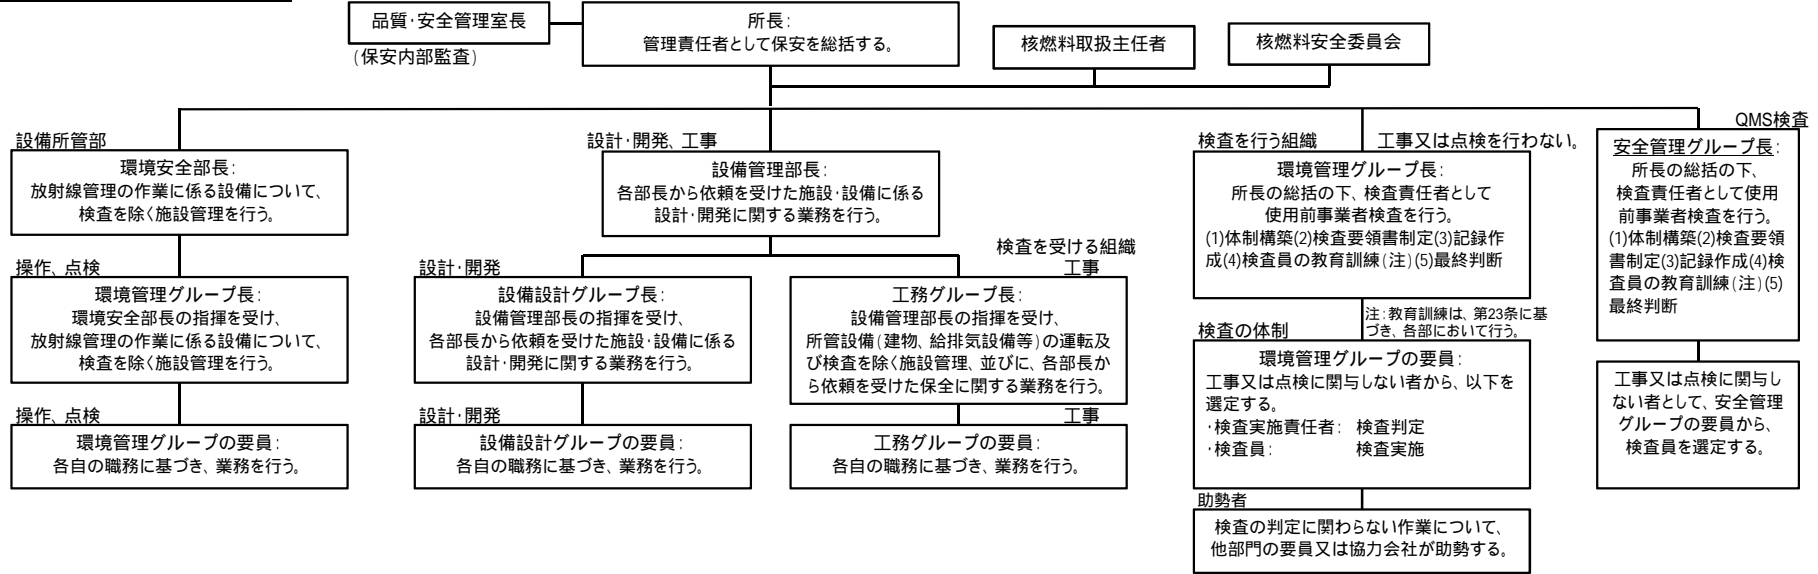 品質・安全管理室長
(保安内部監査)
所長:
管理責任者として保安を総括する。
核燃料取扱主任者
核燃料安全委員会
設備所管部
環境安全部長:
放射線管理の作業に係る設備について、
検査を除く施設管理を行う。
操作、点検
環境管理グループ長:
環境安全部長の指揮を受け、
放射線管理の作業に係る設備について、
検査を除く施設管理を行う。
操作、点検
環境管理グループの要員:
各自の職務に基づき、業務を行う。
設計・開発、工事
設備管理部長:
各部長から依頼を受けた施設・設備に係る
設計・開発に関する業務を行う。
検査を受ける組織
設計・開発
設備設計グループ長:
設備管理部長の指揮を受け、
各部長から依頼を受けた施設・設備に係る
設計・開発に関する業務を行う。
設計・開発
設備設計グループの要員:
各自の職務に基づき、業務を行う。
工事
工務グループ長:
設備管理部長の指揮を受け、
所管設備(建物、給排気設備等)の運転及
び検査を除く施設管理、並びに、各部長か
ら依頼を受けた保全に関する業務を行う。
工事
工務グループの要員:
各自の職務に基づき、業務を行う。
検査を行う組織
工事又は点検を行わない。
環境管理グループ長:
所長の総括の下、検査責任者として
使用前事業者検査を行う。
(1)体制構築(2)検査要領書制定(3)記録作
成(4)検査員の教育訓練(注)(5)最終判断
注:教育訓練は、第23条に基
づき、各部において行う。
検査の体制
環境管理グループの要員:
工事又は点検に関与しない者から、以下を
選定する。
・検査実施責任者: 検査判定
・検査員: 検査実施
助勢者
検査の判定に関わらない作業について、
他部門の要員又は協力会社が助勢する。
QMS検査
安全管理グループ長:
所長の総括の下、
検査責任者として使用
前事業者検査を行う。
(1)体制構築(2)検査要領
書制定(3)記録作成(4)検
査員の教育訓練(注)(5)
最終判断
工事又は点検に関与し
ない者として、安全管理
グループの要員から、
検査員を選定する。